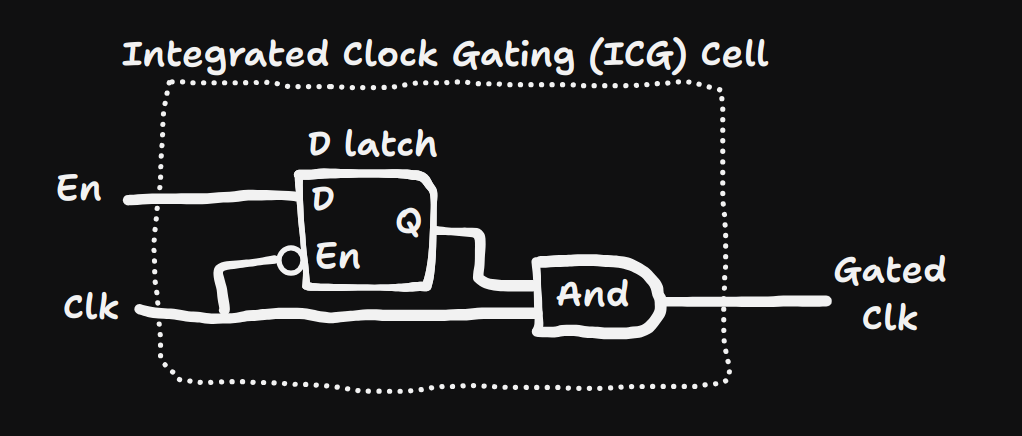 Integrated Clock Gating (ICG) Cell
D latch
En
D
Q
En
Clk
And
Gated
Clk